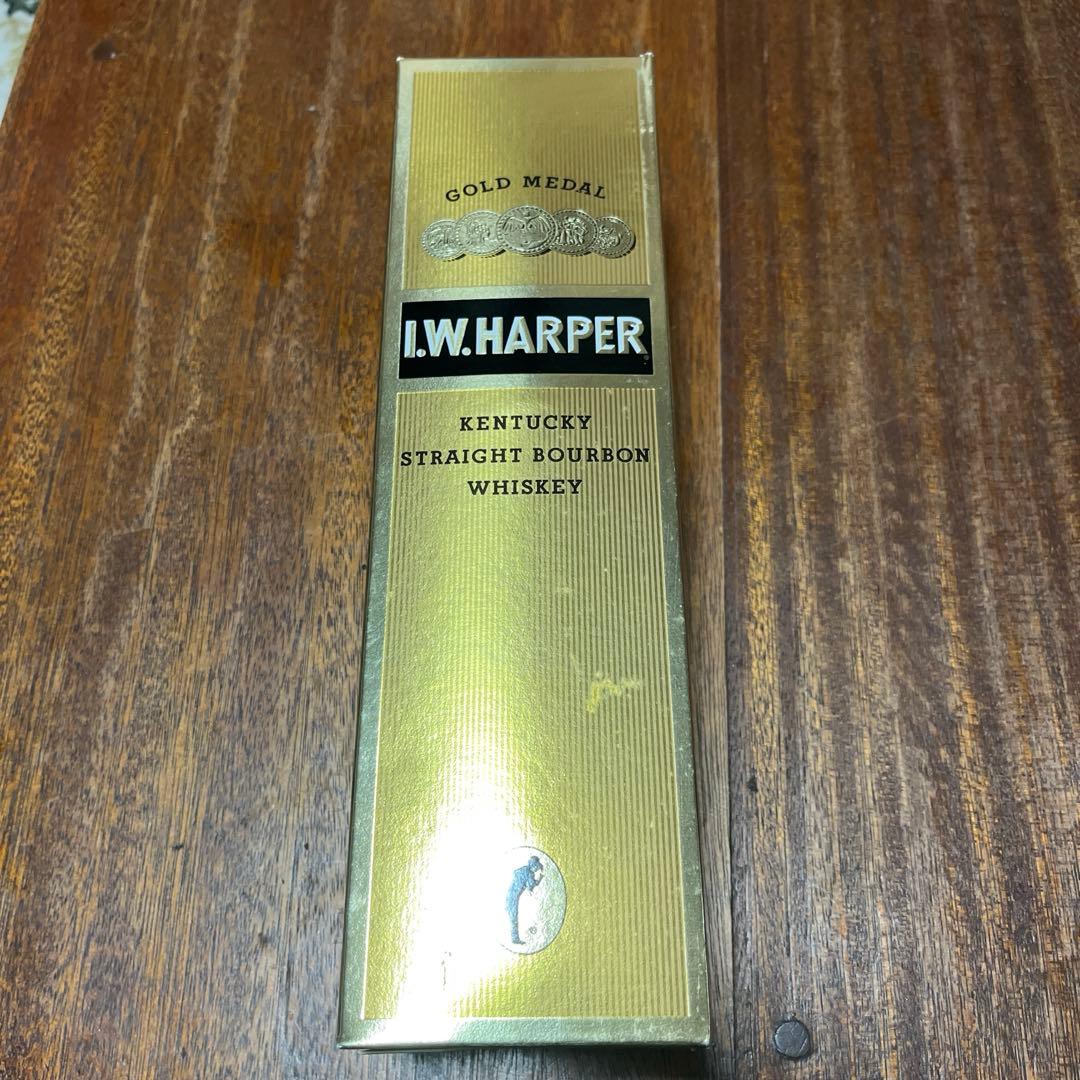 GOLD MEDAL
I.W. HARPER
KENTUCKY
STRAIGHT BOURBON
WHISKEY